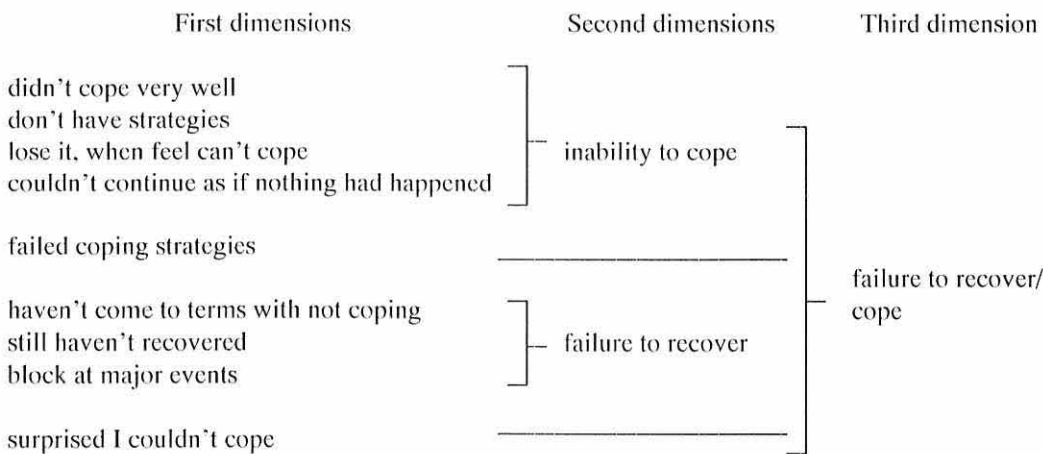 First dimensions Second dimensions Third dimension
didn't cope very well
don't have strategies
lose it, when feel can't cope
inability to cope
couldn't continue as if nothing had happened
failed coping strategies
failure to recover/
cope
haven't come to terms with not coping
still haven't recovered
failure to recover
block at major events
surprised I couldn't cope